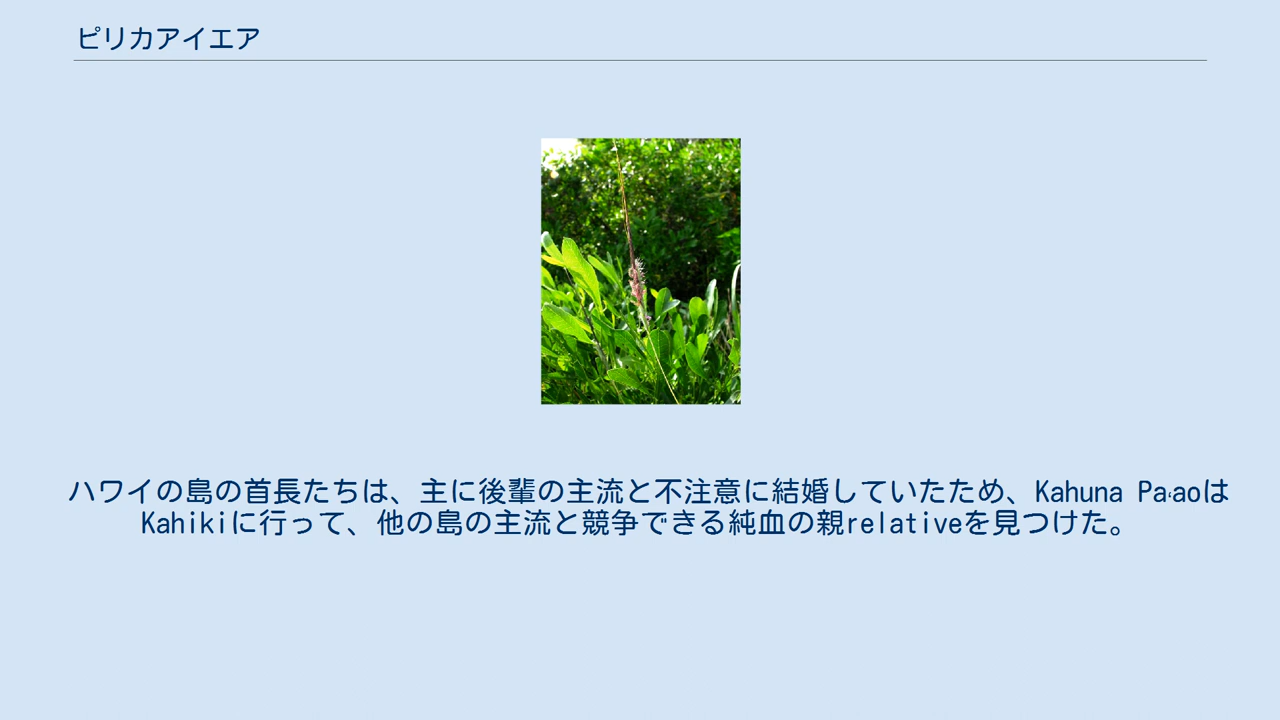 ピリカアイエア
ハワイの島の首長たちは、主に後輩の主流と不注意に結婚していたため、Kahuna Paʻaoは
Kahikiに行って、他の島の主流と競争できる純血の親relativeを見つけた。